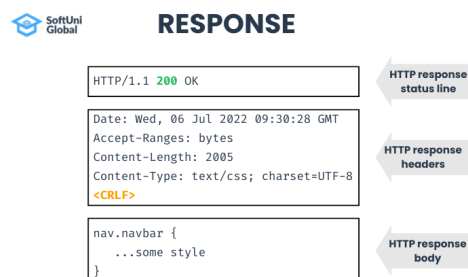 SoftUni
Global
RESPONSE
HTTP/1.1 200 OK
HTTP response
status line
Date: Wed, 06 Jul 2022 09:30:28 GMT
Accept-Ranges: bytes
Content-Length: 2005
Content-Type: text/css; charset=UTF-8
<CRLF>
HTTP response
headers
nav.navbar {
...some style
}
HTTP response
body